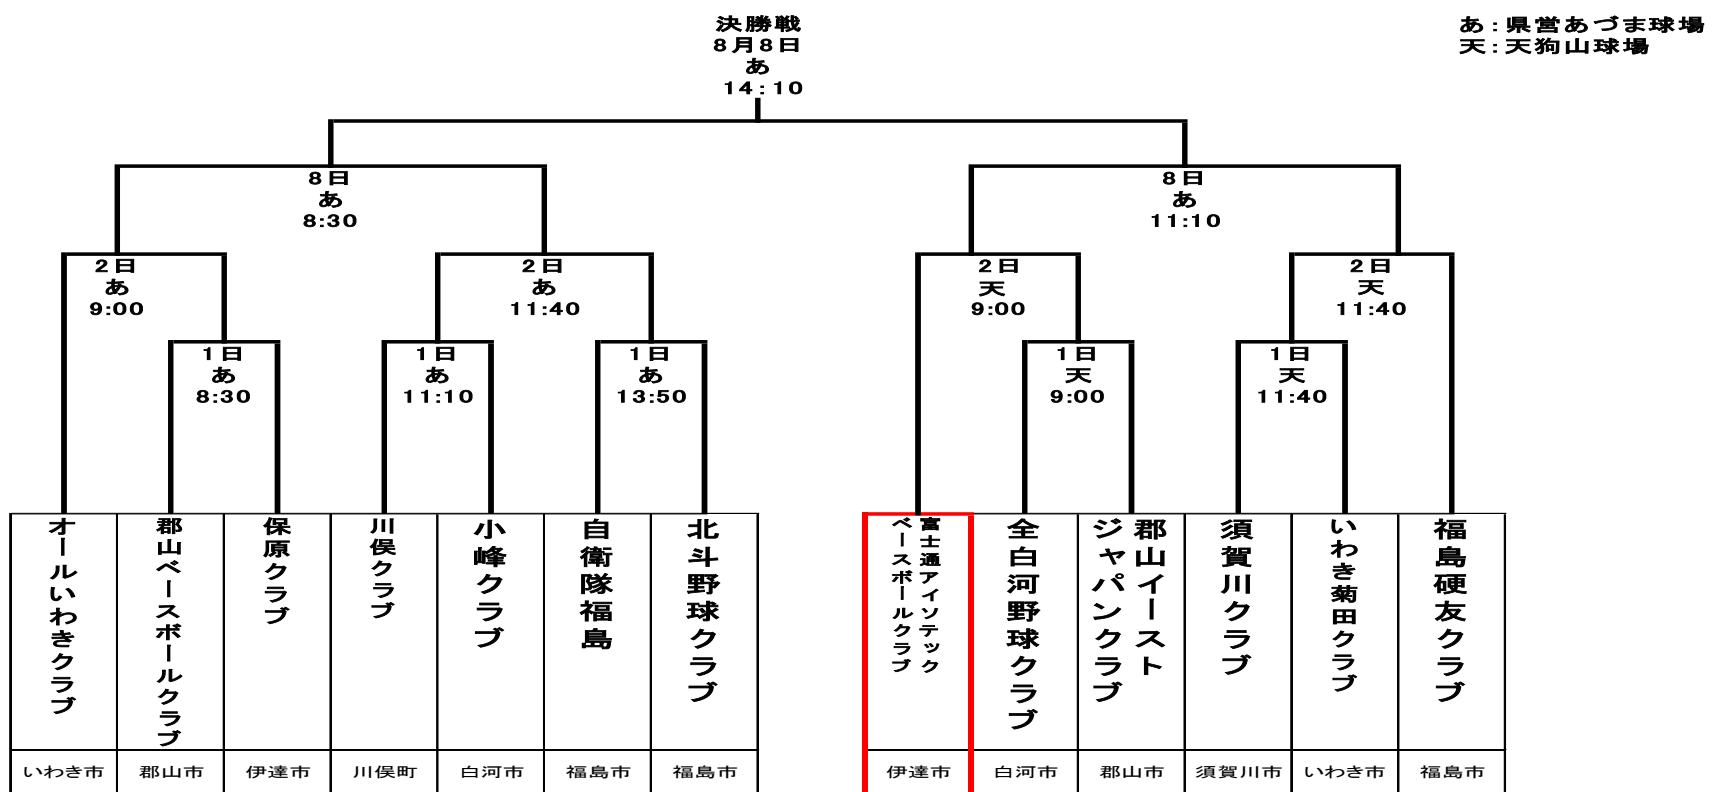 決勝戦
8月8日
あ
14:10
あ:県営あづま球場
天:天狗山球場
8日
あ
8:30
8日
あ
11:10
2日
あ
9:00
2日
あ
11:40
2日
天
9:00
2日
天
11:40
1日
あ
8:30
1日
あ
11:10
1日
あ
13:50
1日
天
9:00
1日
天
11:40
オールいわきクラブ
郡山ベースボールクラブ
保原クラブ
川俣クラブ
小峰クラブ
自衛隊福島
北斗野球クラブ
富士通アイソテック
ベースボールクラブ
全白河野球クラブ
郡山イースト
ジャパンクラブ
須賀川クラブ
いわき菊田クラブ
福島硬友クラブ
いわき市
郡山市
伊達市
川俣町
白河市
福島市
福島市
伊達市
白河市
郡山市
須賀川市
いわき市
福島市